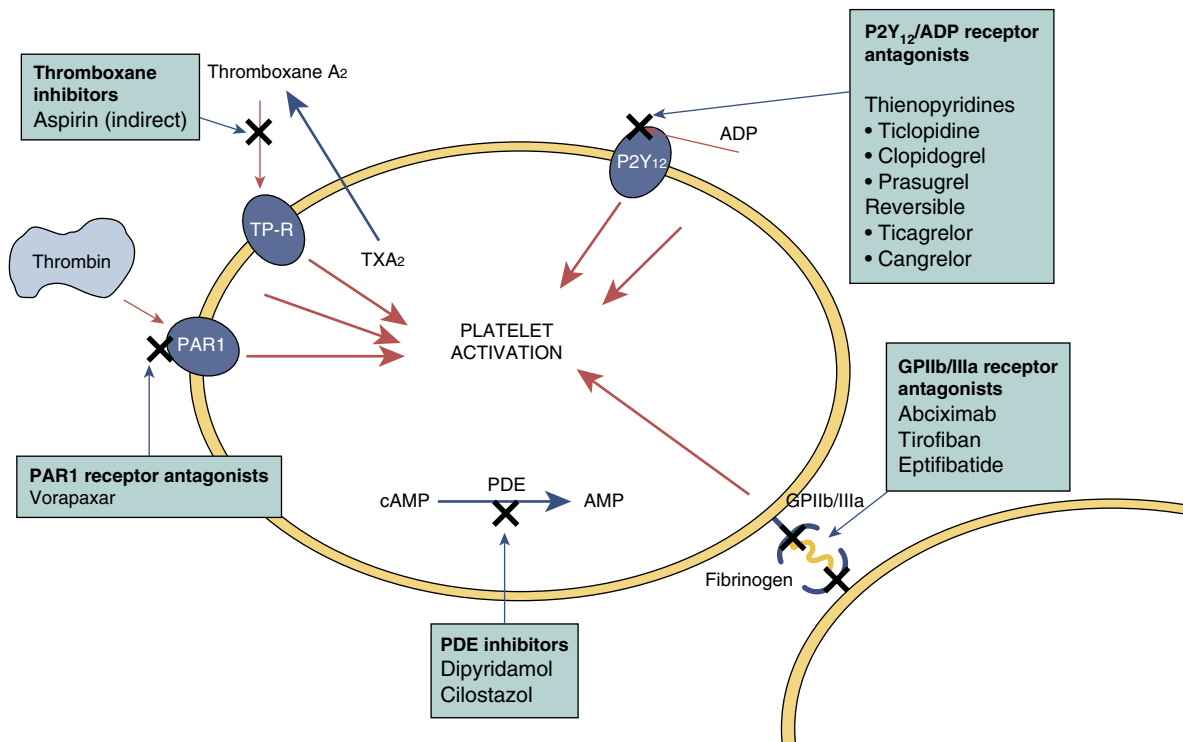 Thromboxane
inhibitors
Aspirin (indirect)
Thromboxane A2
P2Y12/ADP receptor
antagonists
Thienopyridines
• Ticlopidine
• Clopidogrel
• Prasugrel
Reversible
• Ticagrelor
• Cangrelor
ADP
P2Y12
TP-R
TXA2
Thrombin
PAR1
PLATELET
ACTIVATION
GPIIb/IIIa receptor
antagonists
Abciximab
Tirofiban
Eptifibatide
PAR1 receptor antagonists
Vorapaxar
cAMP
PDE
AMP
GPIIb/IIIa
Fibrinogen
PDE inhibitors
Dipyridamol
Cilostazol